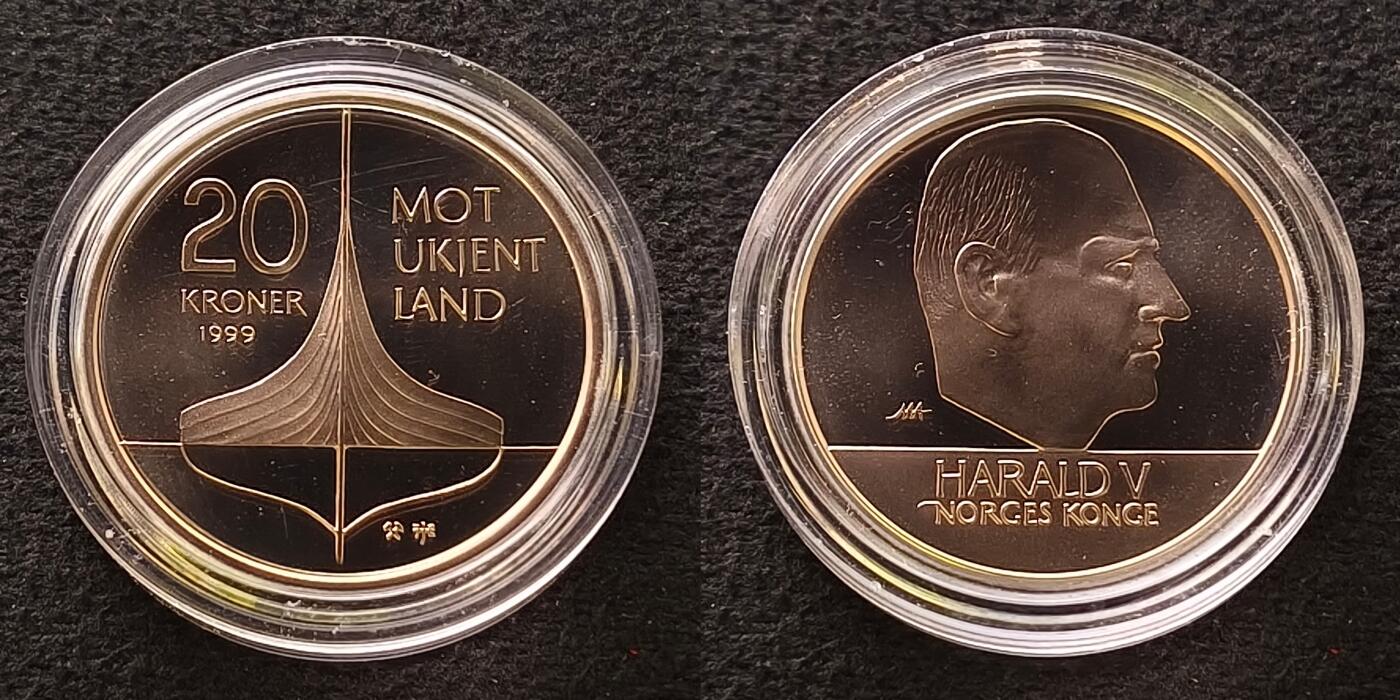 20
KRONER
1999
MOT
UKJENT
LAND
HARALD V
NORGES KONGE